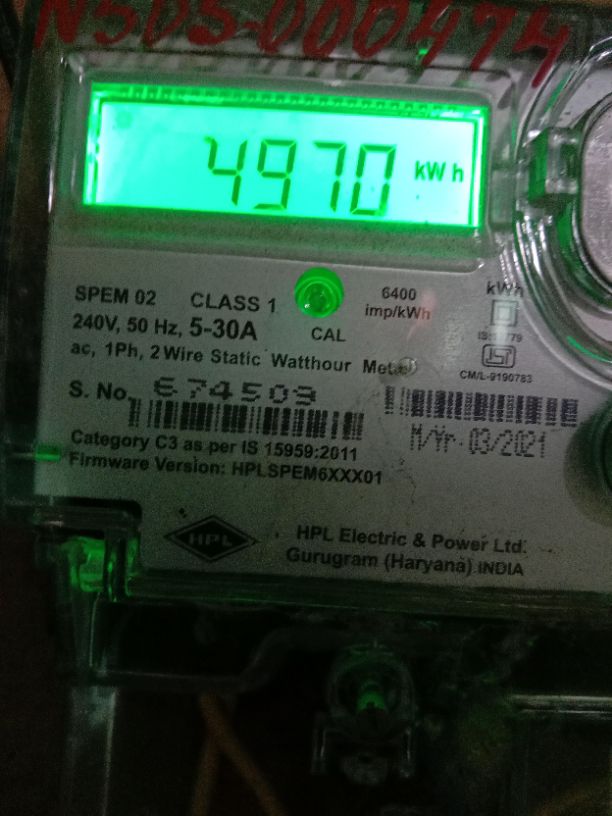 NSDS-000474
4970 kWh
SPEM 02 CLASS 1 6400 imp/kWh kWh
240V, 50 Hz, 5-30A CAL
ac, 1Ph, 2 Wire Static Watthour Meter
CM/L-9190783
S. No. 674509
M/Yr. 03/2021
Category C3 as per IS 15959:2011
Firmware Version: HPLSPEM6XXX01
HPL
HPL Electric & Power Ltd.
Gurugram (Haryana) INDIA